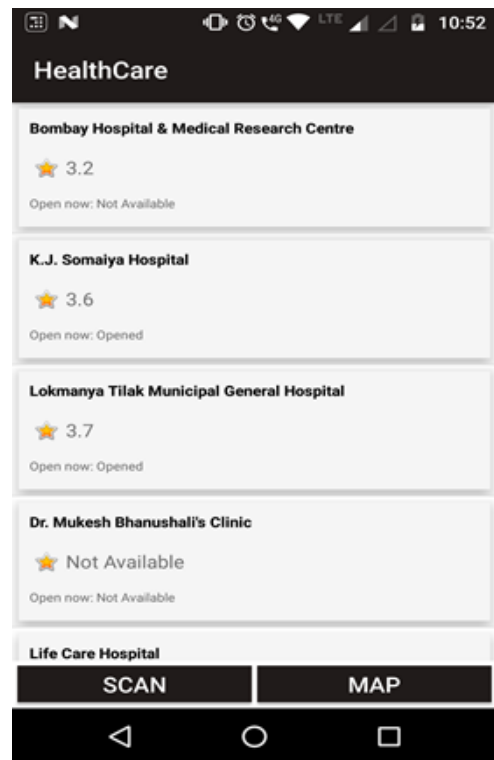 LTE 10:52
HealthCare
Bombay Hospital & Medical Research Centre
3.2
Open now: Not Available
K.J. Somaiya Hospital
3.6
Open now: Opened
Lokmanya Tilak Municipal General Hospital
3.7
Open now: Opened
Dr. Mukesh Bhanushali's Clinic
Not Available
Open now: Not Available
Life Care Hospital
SCAN MAP